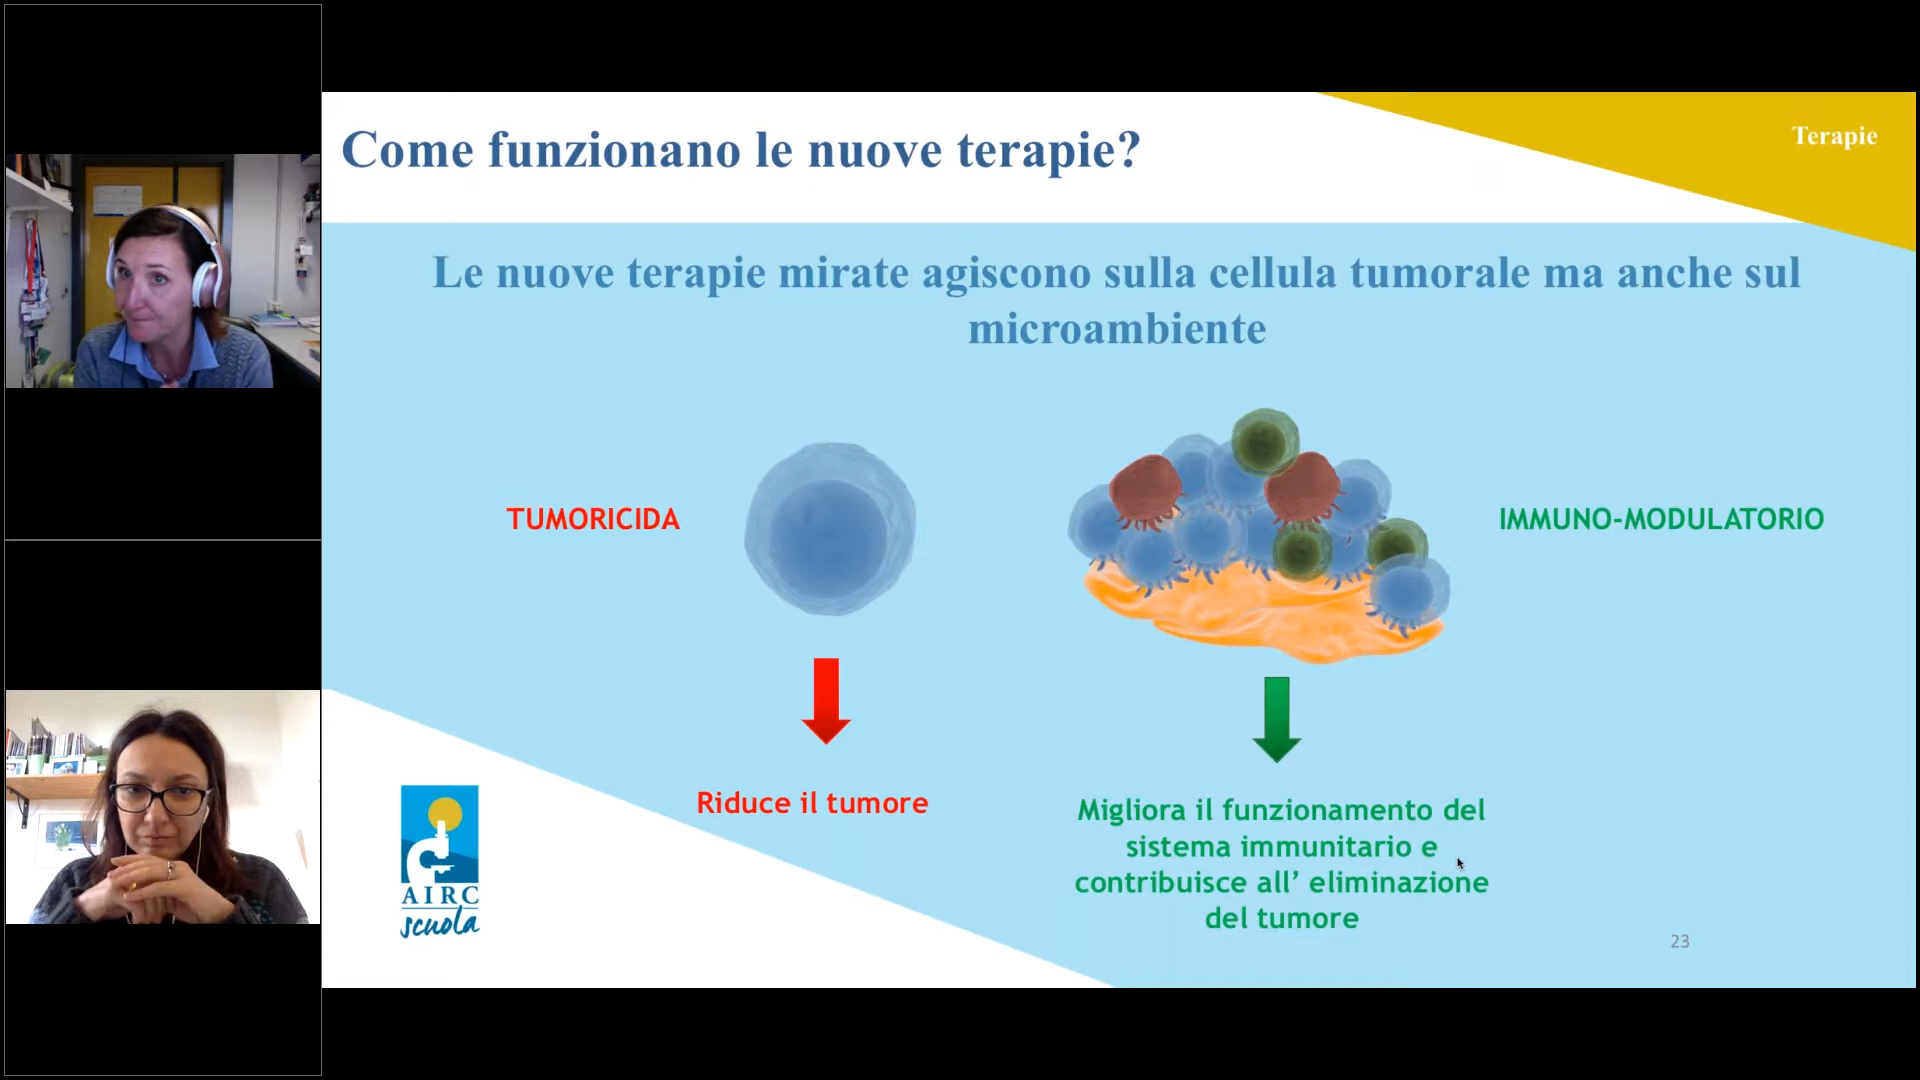 Come funzionano le nuove terapie?
Terapie
Le nuove terapie mirate agiscono sulla cellula tumorale ma anche sul
microambiente
TUMORICIDA
IMMUNO-MODULATORIO
Riduce il tumore
Migliora il funzionamento del
sistema immunitario e
contribuisce all’ eliminazione
del tumore
AIRC
scuola
23